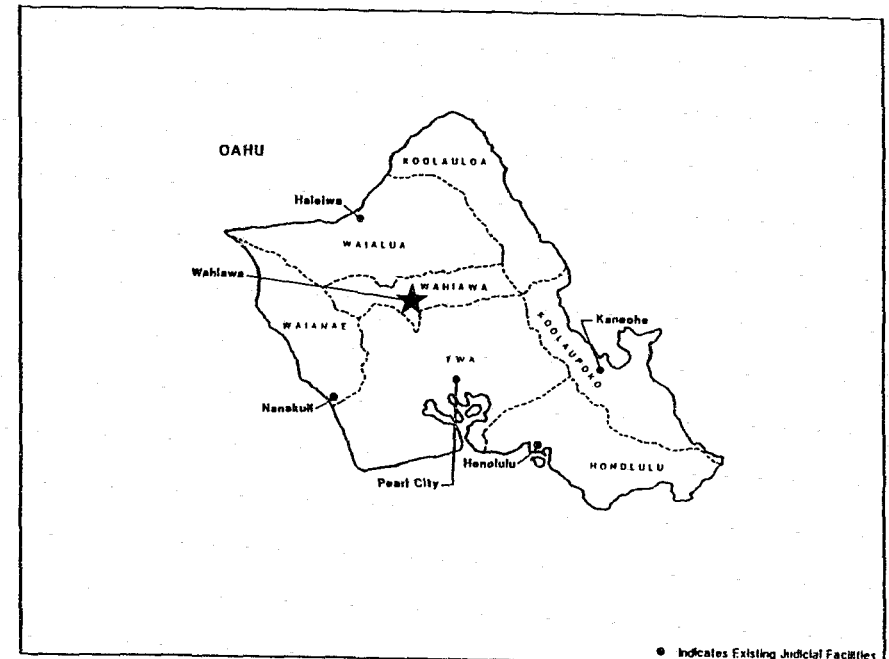 OAHU
KOOLAULOA
Haleiwa
WAIALUA
Wahiawa
WAHIAWA
WAIANAE
KOOLAUPOKO
Kaneohe
EWA
Nanakuli
Honolulu
HONOLULU
Pearl City
● Indicates Existing Judicial Facilities